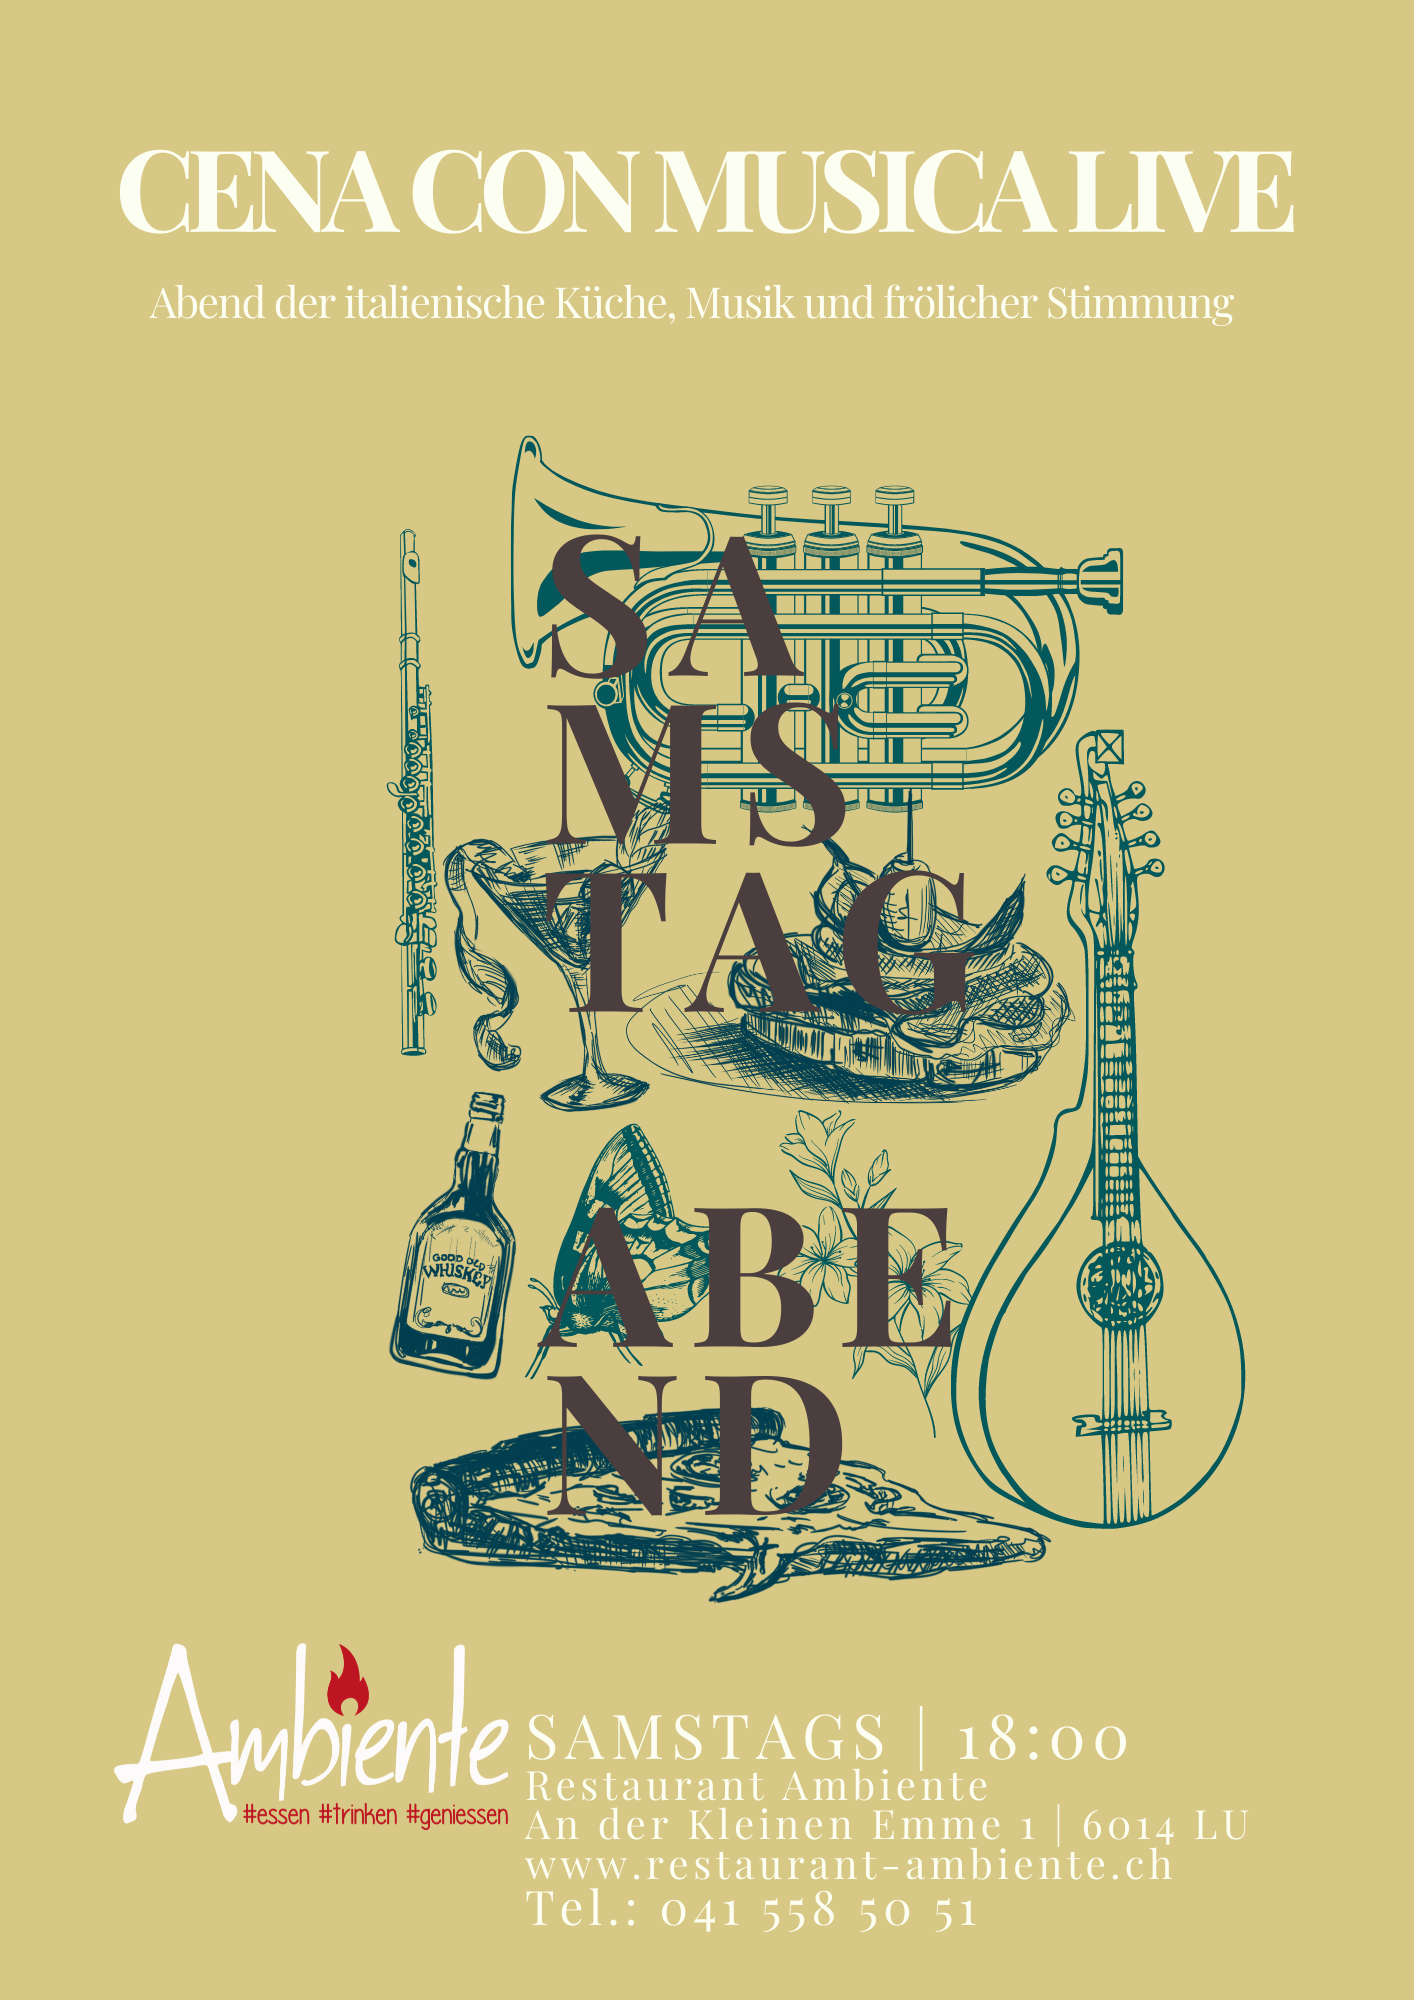 CENA CON MUSICA LIVE
Abend der italienische Küche, Musik und frölicher Stimmung
SA
MS
TAG
ABE
ND
GOOD OLD
WHISKEY
Ambiente
#essen #trinken #geniessen
SAMSTAGS | 18:00
Restaurant Ambiente
An der Kleinen Emme 1 | 6014 LU
www.restaurant-ambiente.ch
Tel.: 041 558 50 51